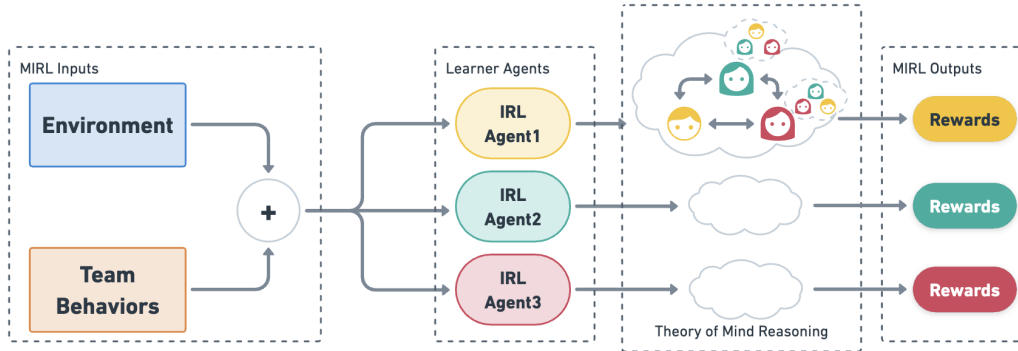 MIRL Inputs
Environment
+
Team
Behaviors
Learner Agents
IRL
Agent1
IRL
Agent2
IRL
Agent3
Theory of Mind Reasoning
MIRL Outputs
Rewards
Rewards
Rewards